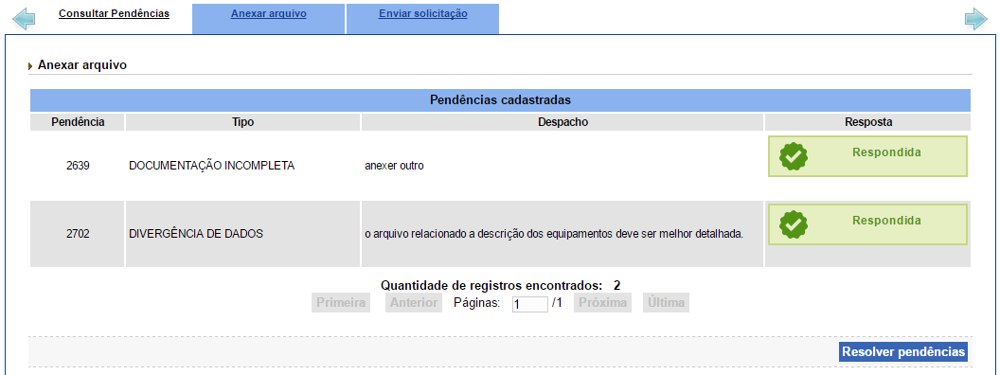 Consultar Pendências Anexar arquivo Enviar solicitação
Anexar arquivo
Pendências cadastradas
Pendência Tipo Despacho Resposta
2639 DOCUMENTAÇÃO INCOMPLETA anexer outro Respondida
2702 DIVERGÊNCIA DE DADOS o arquivo relacionado a descrição dos equipamentos deve ser melhor detalhada. Respondida
Quantidade de registros encontrados: 2
Primeira Anterior Páginas: 1 /1 Próxima Última
Resolver pendências